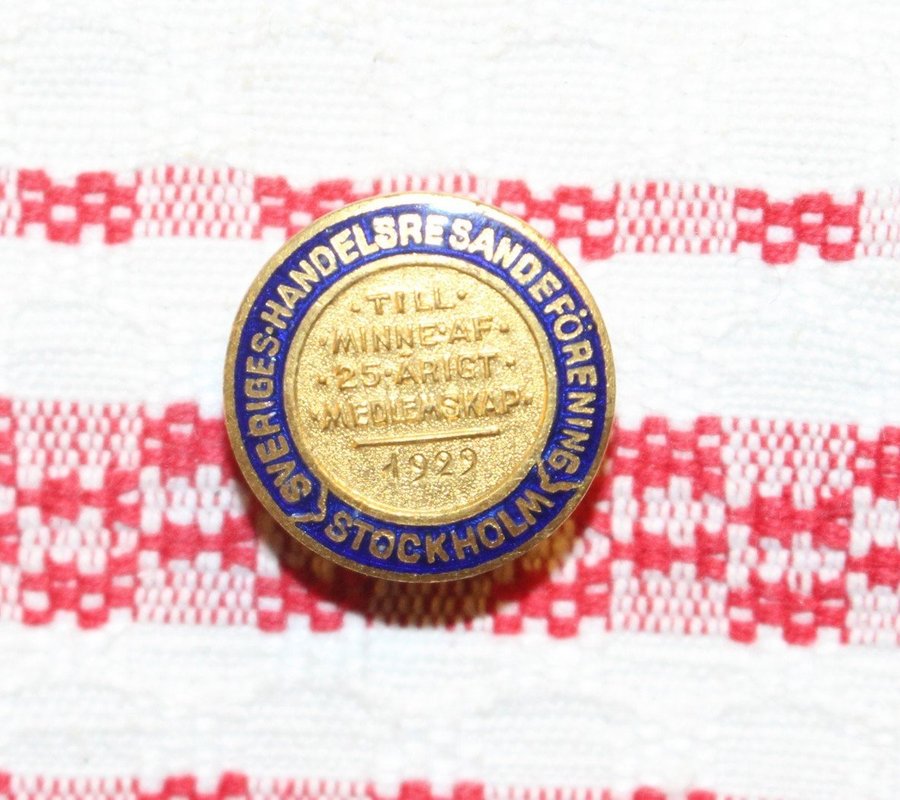 SVERIGES·HANDELSRESANDEFÖRENING
STOCKHOLM
·TILL·
·MINNE·AF·
·25·ÅRIGT·
·MEDLEMSKAP·
1929